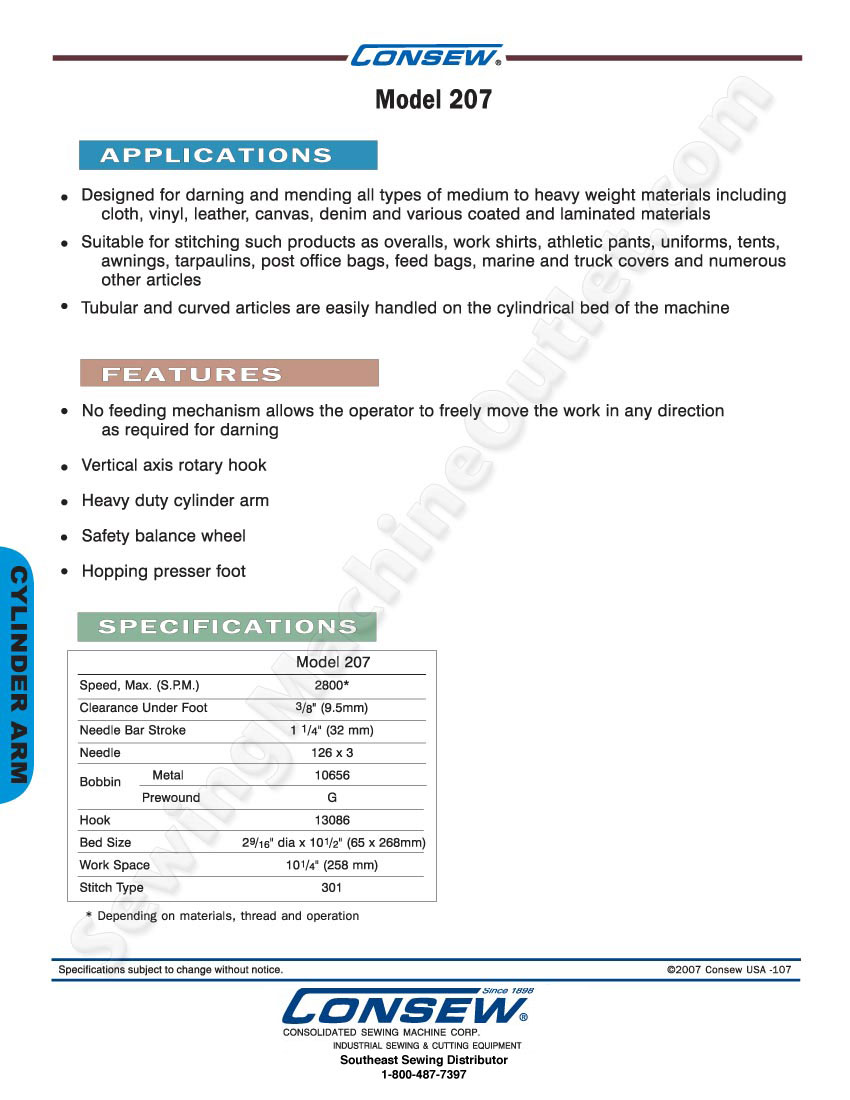 CONSEW®
Model 207
APPLICATIONS
• Designed for darning and mending all types of medium to heavy weight materials including
cloth, vinyl, leather, canvas, denim and various coated and laminated materials
• Suitable for stitching such products as overalls, work shirts, athletic pants, uniforms, tents,
awnings, tarpaulins, post office bags, feed bags, marine and truck covers and numerous
other articles
• Tubular and curved articles are easily handled on the cylindrical bed of the machine
FEATURES
• No feeding mechanism allows the operator to freely move the work in any direction
as required for darning
• Vertical axis rotary hook
• Heavy duty cylinder arm
• Safety balance wheel
• Hopping presser foot
CYLINDER ARM
SPECIFICATIONS
Model 207
Speed, Max. (S.P.M.) 2800*
Clearance Under Foot 3/8" (9.5mm)
Needle Bar Stroke 1 1/4" (32 mm)
Needle 126 x 3
Bobbin Metal 10656
Prewound G
Hook 13086
Bed Size 29/16" dia x 101/2" (65 x 268mm)
Work Space 101/4" (258 mm)
Stitch Type 301
* Depending on materials, thread and operation
SewingMachineOutlet.com
Specifications subject to change without notice. ©2007 Consew USA -107
Since 1898
CONSEW®
CONSOLIDATED SEWING MACHINE CORP.
INDUSTRIAL SEWING & CUTTING EQUIPMENT
Southeast Sewing Distributor
1-800-487-7397